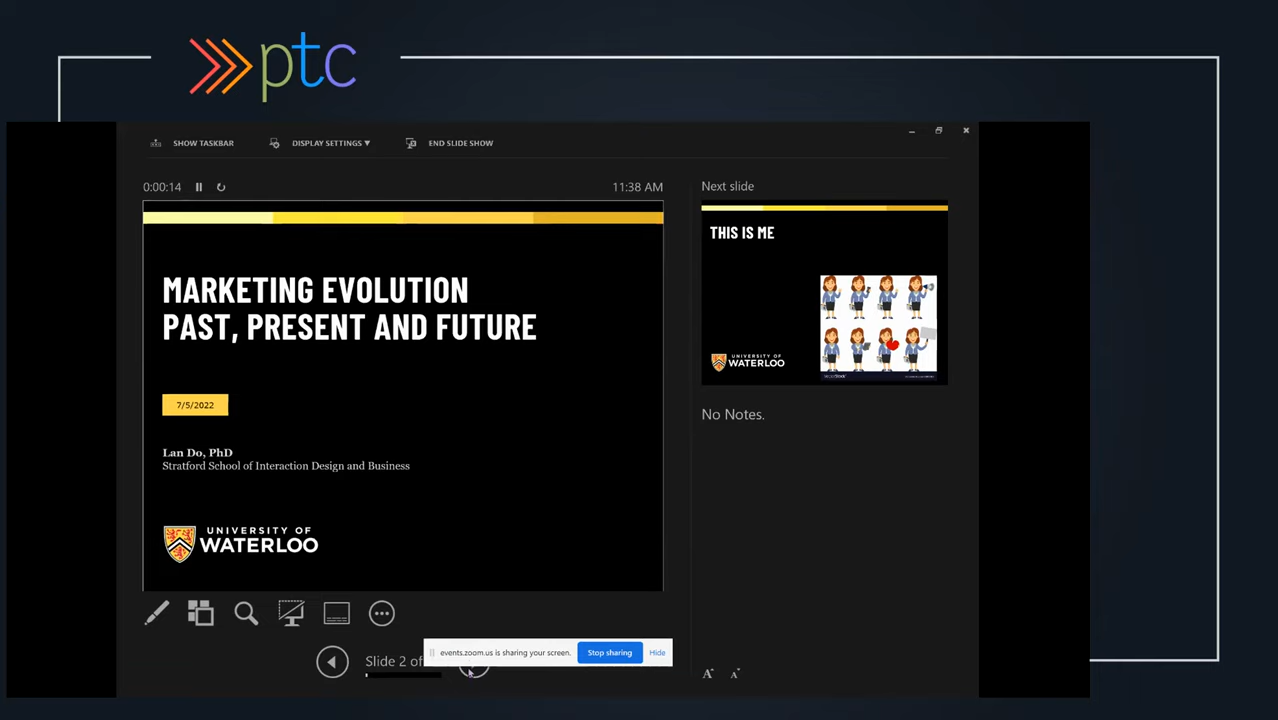 ptc
SHOW TASKBAR
DISPLAY SETTINGS ▼
END SLIDE SHOW
0:00:14
11:38 AM
Next slide
MARKETING EVOLUTION
PAST, PRESENT AND FUTURE
7/5/2022
Lan Do, PhD
Stratford School of Interaction Design and Business
UNIVERSITY OF
WATERLOO
THIS IS ME
UNIVERSITY OF
WATERLOO
No Notes.
events.zoom.us is sharing your screen.
Stop sharing
Hide
Slide 2 of
A
A